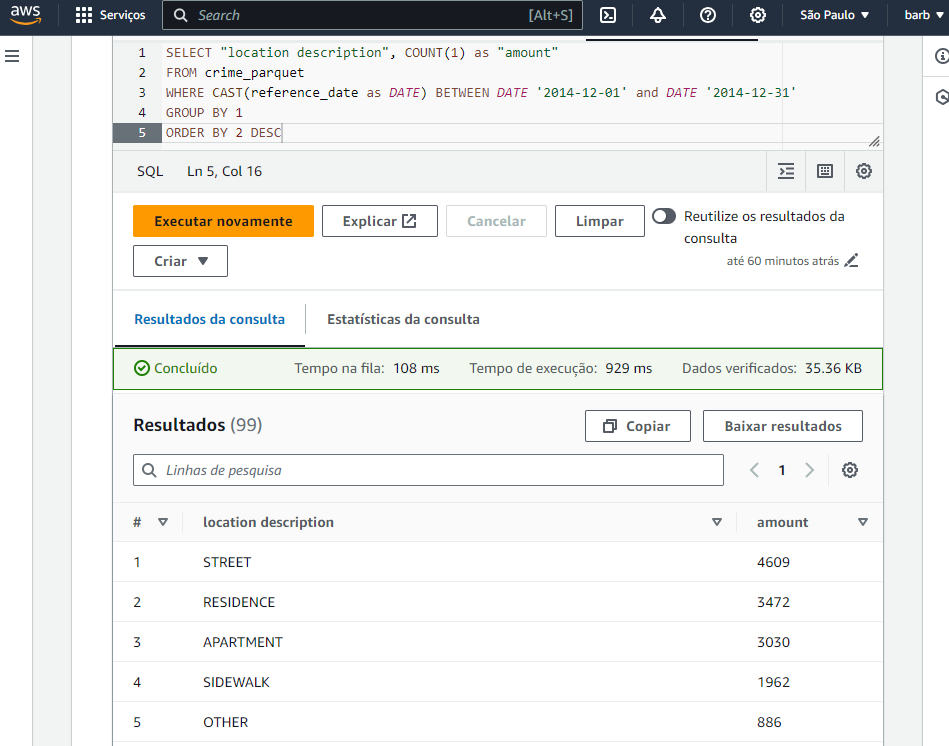 aws Serviços Search [Alt+S] São Paulo barb
1 SELECT "location description", COUNT(1) as "amount"
2 FROM crime_parquet
3 WHERE CAST(reference_date as DATE) BETWEEN DATE '2014-12-01' and DATE '2014-12-31'
4 GROUP BY 1
5 ORDER BY 2 DESC
SQL Ln 5, Col 16
Executar novamente Explicar Cancelar Limpar Reutilize os resultados da
consulta
Criar até 60 minutos atrás
Resultados da consulta Estatísticas da consulta
Concluído Tempo na fila: 108 ms Tempo de execução: 929 ms Dados verificados: 35.36 KB
Resultados (99) Copiar Baixar resultados
Linhas de pesquisa 1
# location description amount
1 STREET 4609
2 RESIDENCE 3472
3 APARTMENT 3030
4 SIDEWALK 1962
5 OTHER 886